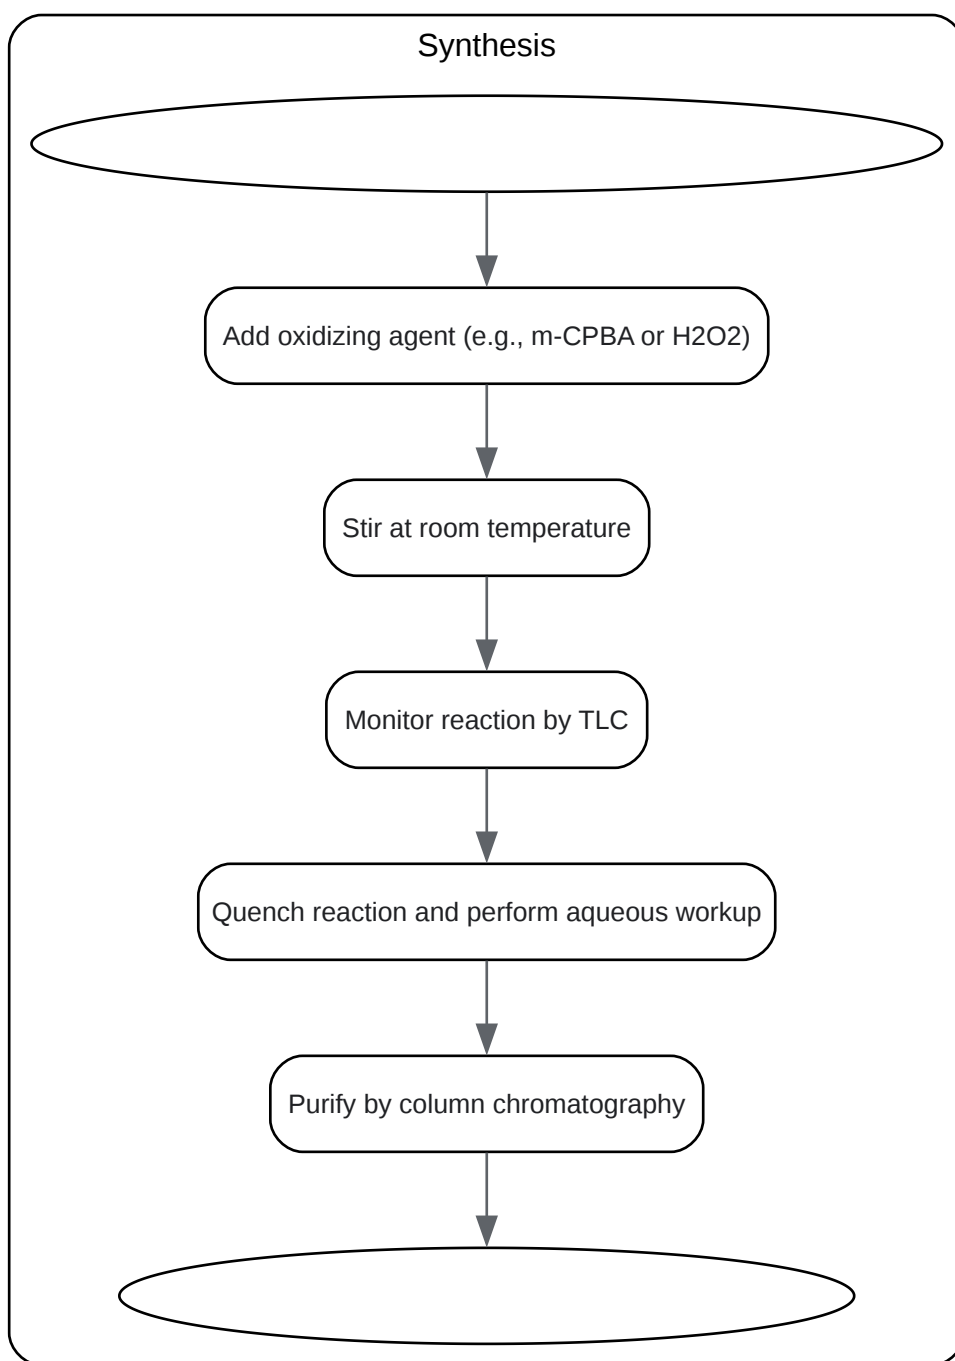 Synthesis
Add oxidizing agent (e.g., m-CPBA or H2O2)
Stir at room temperature
Monitor reaction by TLC
Quench reaction and perform aqueous workup
Purify by column chromatography